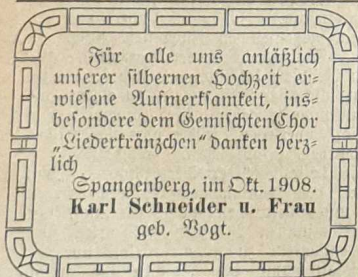 Für alle uns anläßlich
unserer silbernen Hochzeit er=
wiesene Aufmerksamkeit, ins=
besondere dem Gemischten Chor
„Liederkränzchen“ danken herz=
lich
Spangenberg, im Okt. 1908.
Karl Schneider u. Frau
geb. Vogt.